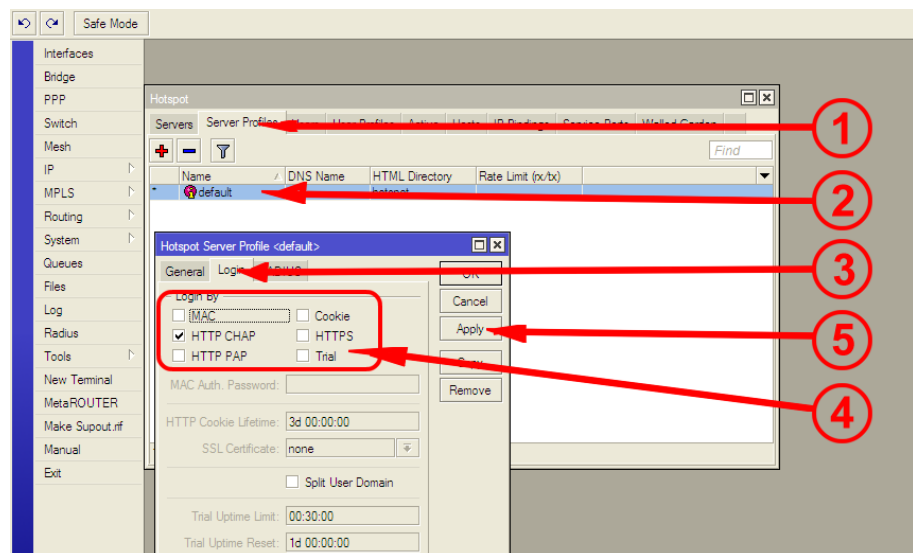 Safe Mode
Interfaces
Bridge
PPP
Switch
Mesh
IP
MPLS
Routing
System
Queues
Files
Log
Radius
Tools
New Terminal
MetaROUTER
Make Supout.rif
Manual
Exit
Hotspot
Servers Server Profiles
Find
Name DNS Name HTML Directory Rate Limit (rx/tx)
* default hotspot
Hotspot Server Profile <default>
General Login
OK
Cancel
Apply
Copy
Remove
Login By
MAC Cookie
HTTP CHAP HTTPS
HTTP PAP Trial
MAC Auth. Password:
HTTP Cookie Lifetime: 3d 00:00:00
SSL Certificate: none
Split User Domain
Trial Uptime Limit: 00:30:00
Trial Uptime Reset: 1d 00:00:00
1
2
3
5
4